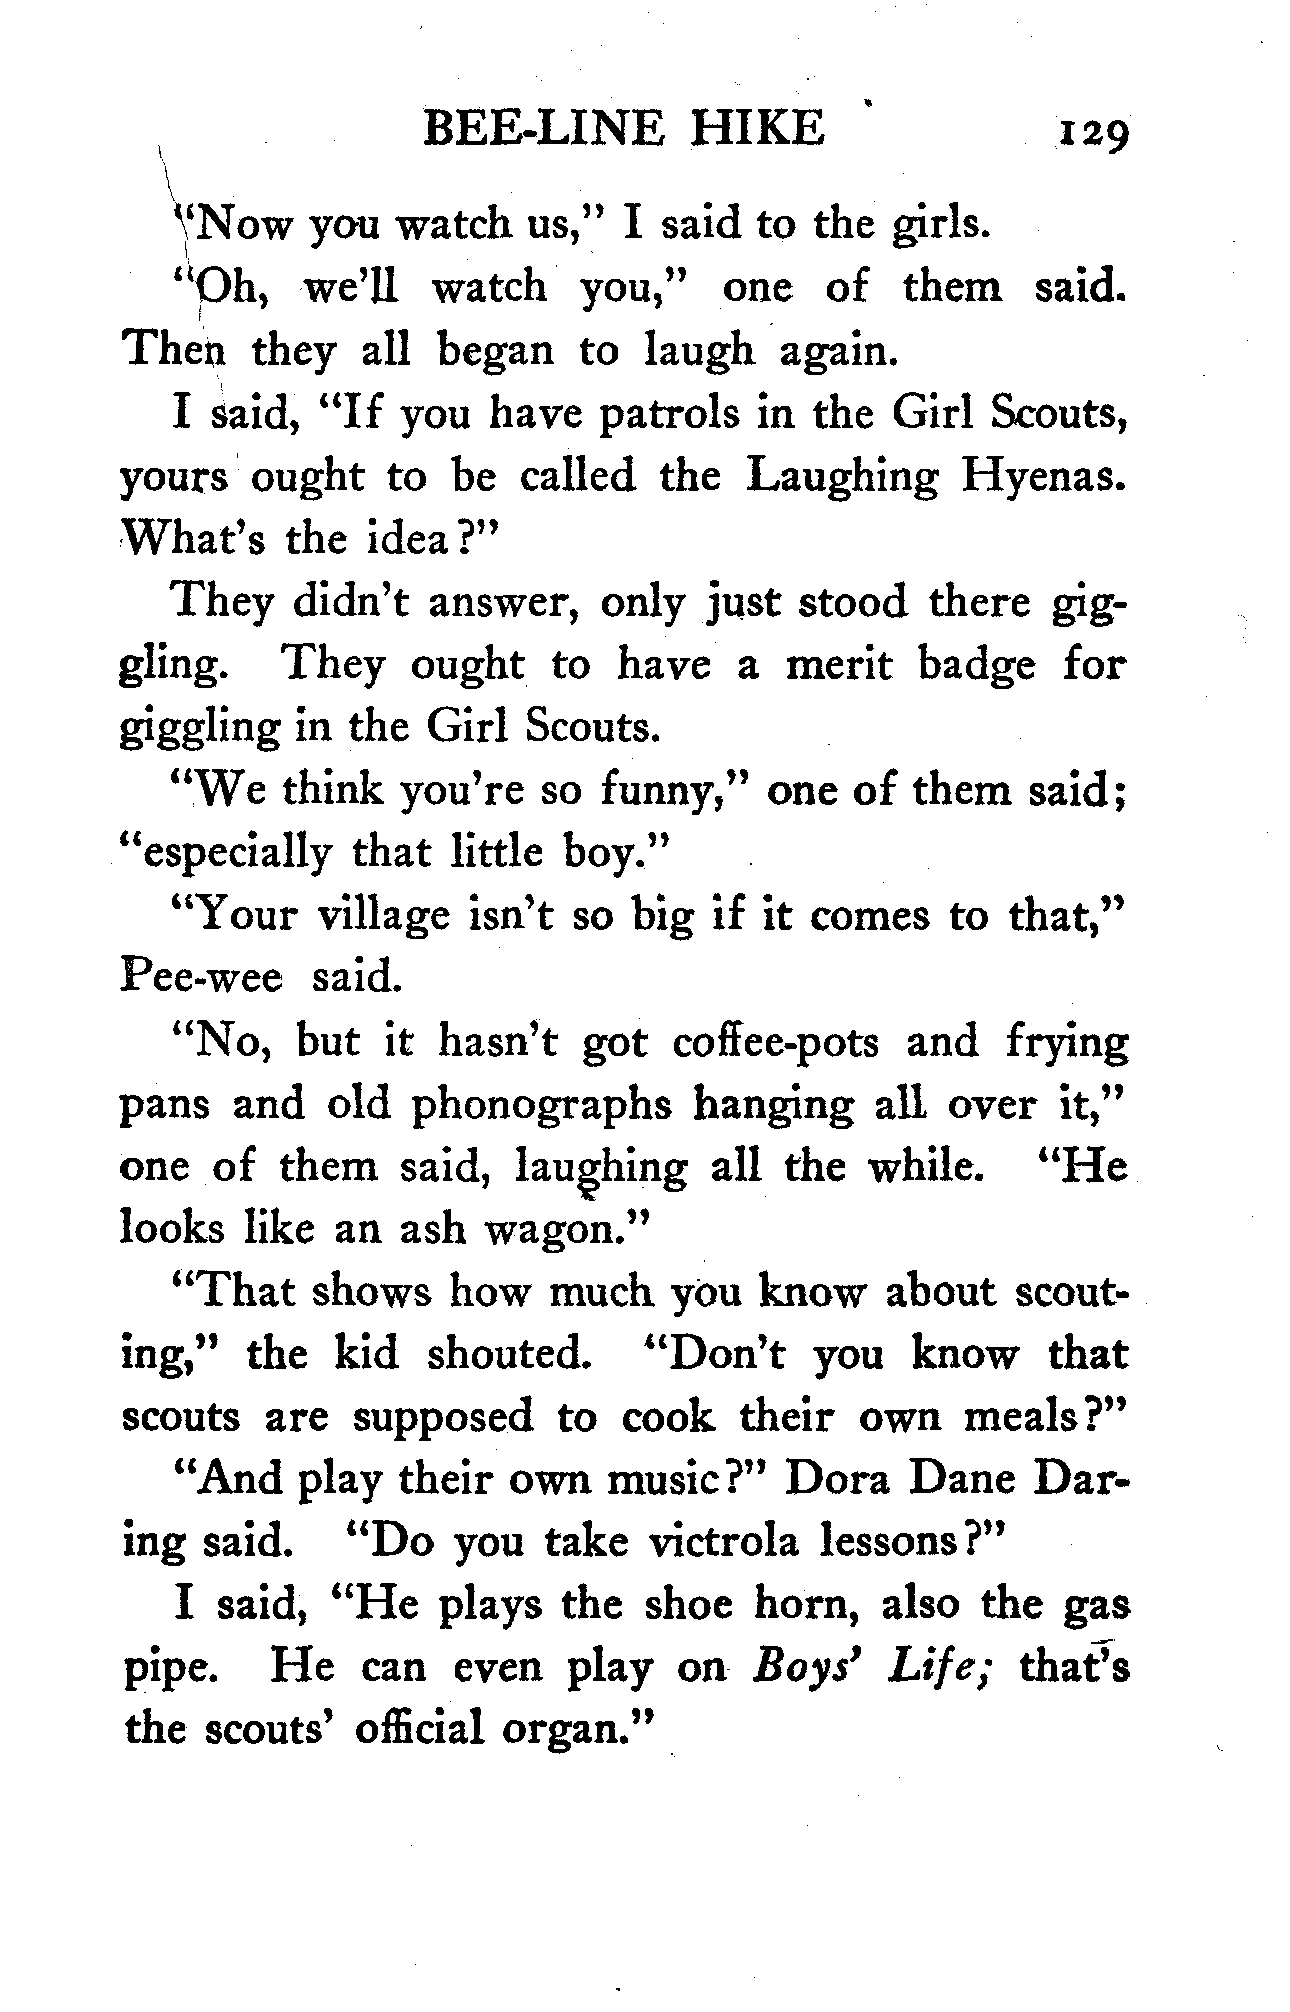 BEE-LINE HIKE 129
“Now you watch us,” I said to the girls.
“Oh, we’ll watch you,” one of them said.
Then they all began to laugh again.
I said, “If you have patrols in the Girl Scouts,
yours ought to be called the Laughing Hyenas.
What’s the idea?”
They didn’t answer, only just stood there gig-
gling. They ought to have a merit badge for
giggling in the Girl Scouts.
“We think you’re so funny,” one of them said;
“especially that little boy.”
“Your village isn’t so big if it comes to that,”
Pee-wee said.
“No, but it hasn’t got coffee-pots and frying
pans and old phonographs hanging all over it,”
one of them said, laughing all the while. “He
looks like an ash wagon.”
“That shows how much you know about scout-
ing,” the kid shouted. “Don’t you know that
scouts are supposed to cook their own meals?”
“And play their own music?” Dora Dane Dar-
ing said. “Do you take victrola lessons?”
I said, “He plays the shoe horn, also the gas
pipe. He can even play on Boys’ Life; that’s
the scouts’ official organ.”